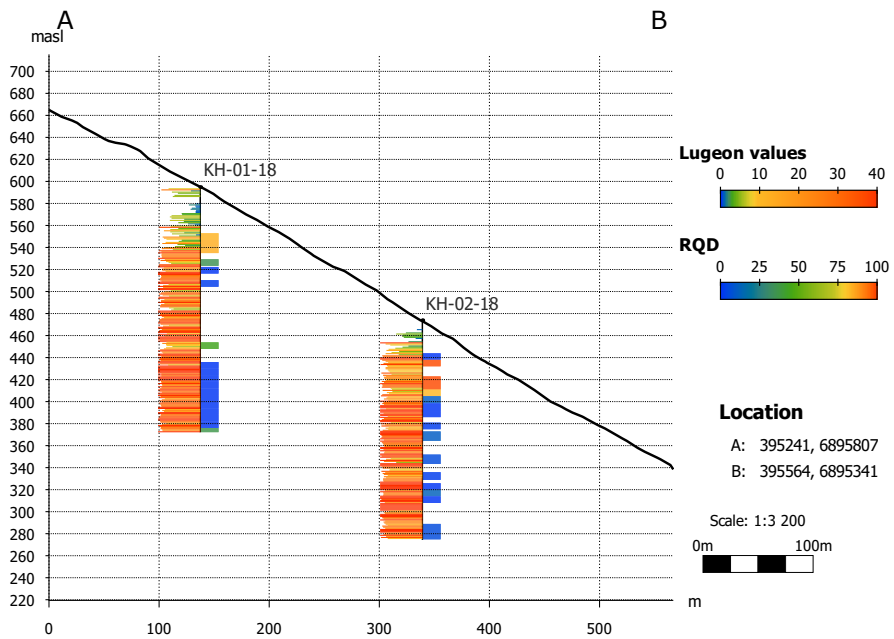 A
B
masl
700
680
660
640
620
600
580
560
540
520
500
480
460
440
420
400
380
360
340
320
300
280
260
240
220
0 100 200 300 400 500
m
KH-01-18
KH-02-18
Lugeon values
0 10 20 30 40
RQD
0 25 50 75 100
Location
A: 395241, 6895807
B: 395564, 6895341
Scale: 1:3 200
0m 100m